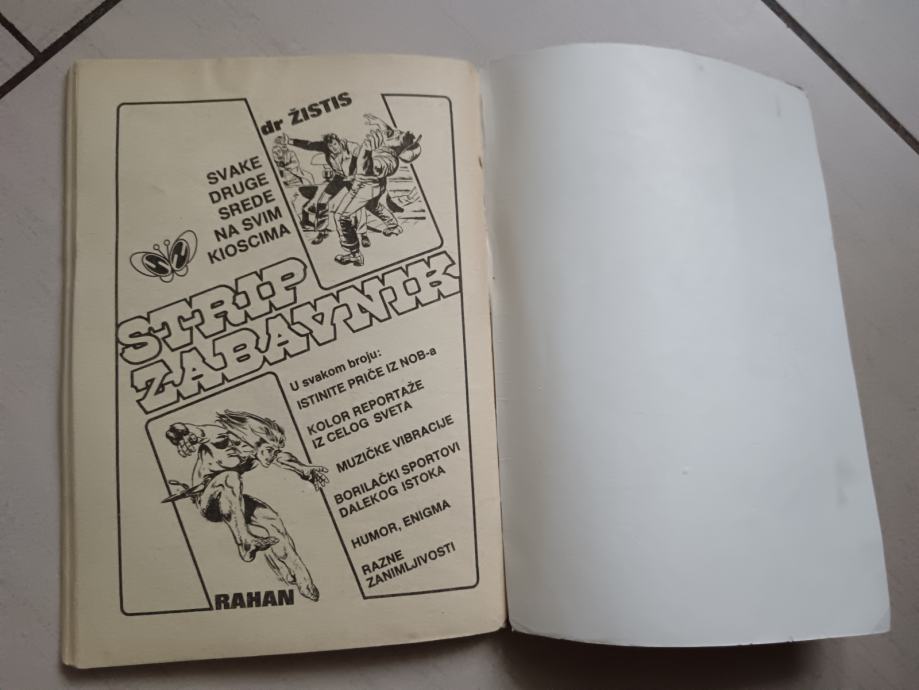 dr ŽISTIS
SVAKE
DRUGE
SREDE
NA SVIM
KIOSCIMA
STRIP
ZABAVNIK
U svakom broju:
ISTINITE PRIČE IZ NOB-a
KOLOR REPORTAŽE
IZ CELOG SVETA
MUZIČKE VIBRACIJE
BORILAČKI SPORTOVI
DALEKOG ISTOKA
HUMOR, ENIGMA
RAZNE
ZANIMLJIVOSTI
RAHAN